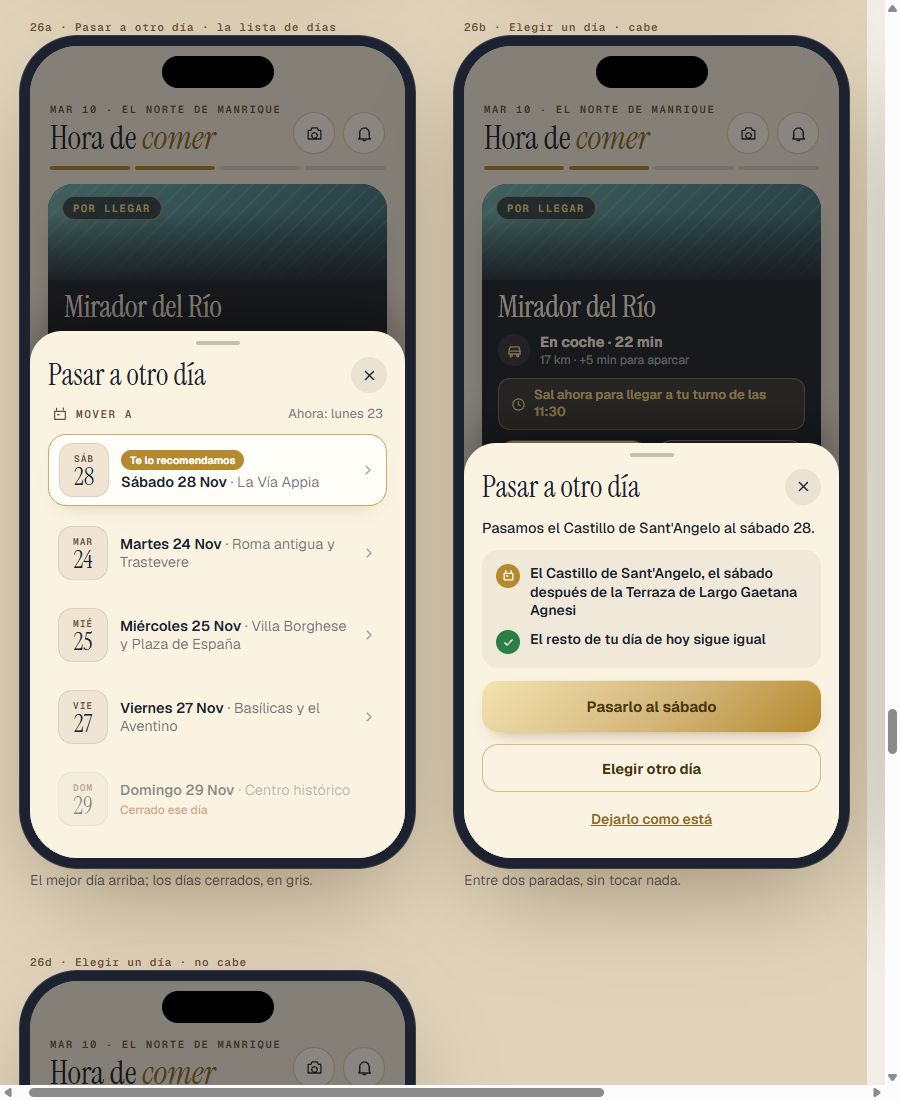 26a · Pasar a otro día · la lista de días
MAR 10 · EL NORTE DE MANRIQUE
Hora de comer
POR LLEGAR
Mirador del Río
Pasar a otro día
MOVER A
Ahora: lunes 23
SÁB
28
Te lo recomendamos
Sábado 28 Nov · La Vía Appia
MAR
24
Martes 24 Nov · Roma antigua y
Trastevere
MIÉ
25
Miércoles 25 Nov · Villa Borghese
y Plaza de España
VIE
27
Viernes 27 Nov · Basílicas y el
Aventino
DOM
29
Domingo 29 Nov · Centro histórico
Cerrado ese día
El mejor día arriba; los días cerrados, en gris.
26b · Elegir un día · cabe
MAR 10 · EL NORTE DE MANRIQUE
Hora de comer
POR LLEGAR
Mirador del Río
En coche · 22 min
17 km · +5 min para aparcar
Sal ahora para llegar a tu turno de las
11:30
Pasar a otro día
Pasamos el Castillo de Sant'Angelo al sábado 28.
El Castillo de Sant'Angelo, el sábado
después de la Terraza de Largo Gaetana
Agnesi
El resto de tu día de hoy sigue igual
Pasarlo al sábado
Elegir otro día
Dejarlo como está
Entre dos paradas, sin tocar nada.
26d · Elegir un día · no cabe
MAR 10 · EL NORTE DE MANRIQUE
Hora de comer